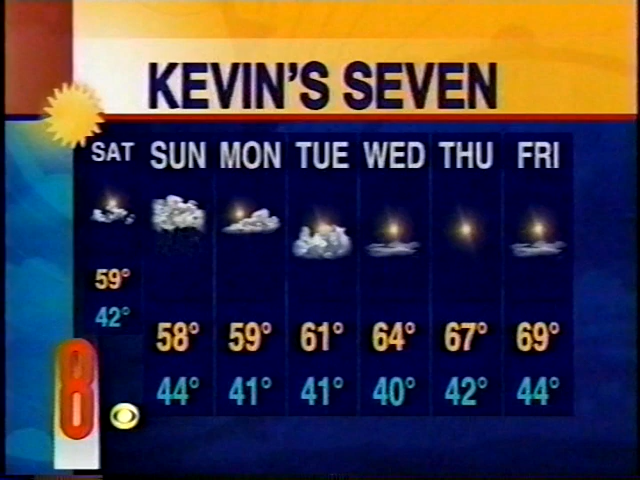 KEVIN'S SEVEN
SAT SUN MON TUE WED THU FRI
59°
42°
58° 59° 61° 64° 67° 69°
44° 41° 41° 40° 42° 44°
8